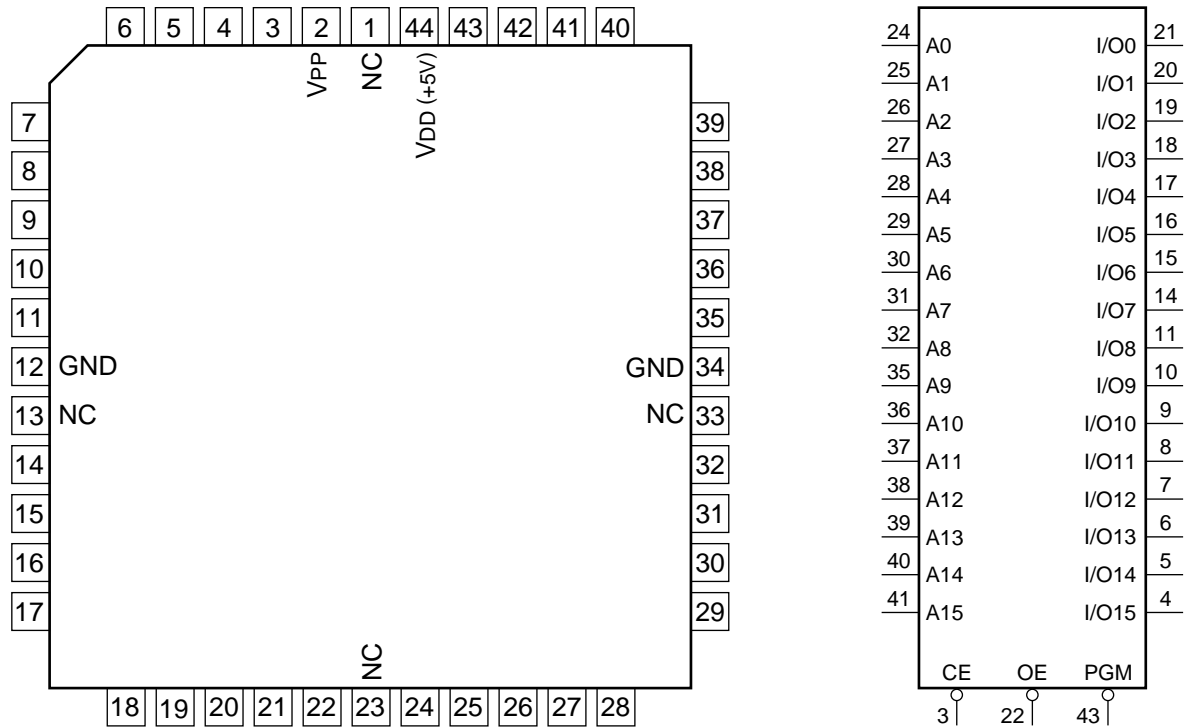 6 5 4 3 2 1 44 43 42 41 40
VPP
NC
VDD (+5V)
7
8
9
10
11
12 GND
13 NC
14
15
16
17
39
38
37
36
35
GND 34
NC 33
32
31
30
29
NC
18 19 20 21 22 23 24 25 26 27 28
24 A0 I/O0 21
25 A1 I/O1 20
26 A2 I/O2 19
27 A3 I/O3 18
28 A4 I/O4 17
29 A5 I/O5 16
30 A6 I/O6 15
31 A7 I/O7 14
32 A8 I/O8 11
35 A9 I/O9 10
36 A10 I/O10 9
37 A11 I/O11 8
38 A12 I/O12 7
39 A13 I/O13 6
40 A14 I/O14 5
41 A15 I/O15 4
CE OE PGM
3 22 43